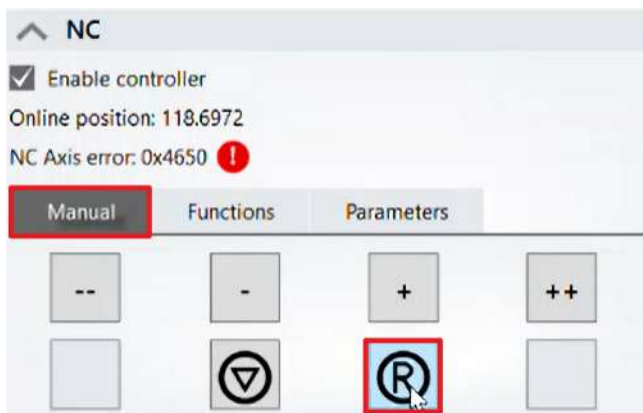 NC
Enable controller
Online position: 118.6972
NC Axis error: 0x4650 !
Manual Functions Parameters
-- - + ++
R